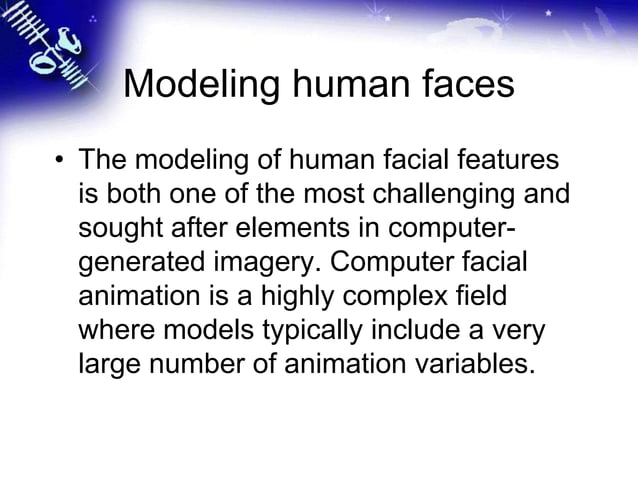 Modeling human faces
• The modeling of human facial features
is both one of the most challenging and
sought after elements in computer-
generated imagery. Computer facial
animation is a highly complex field
where models typically include a very
large number of animation variables.